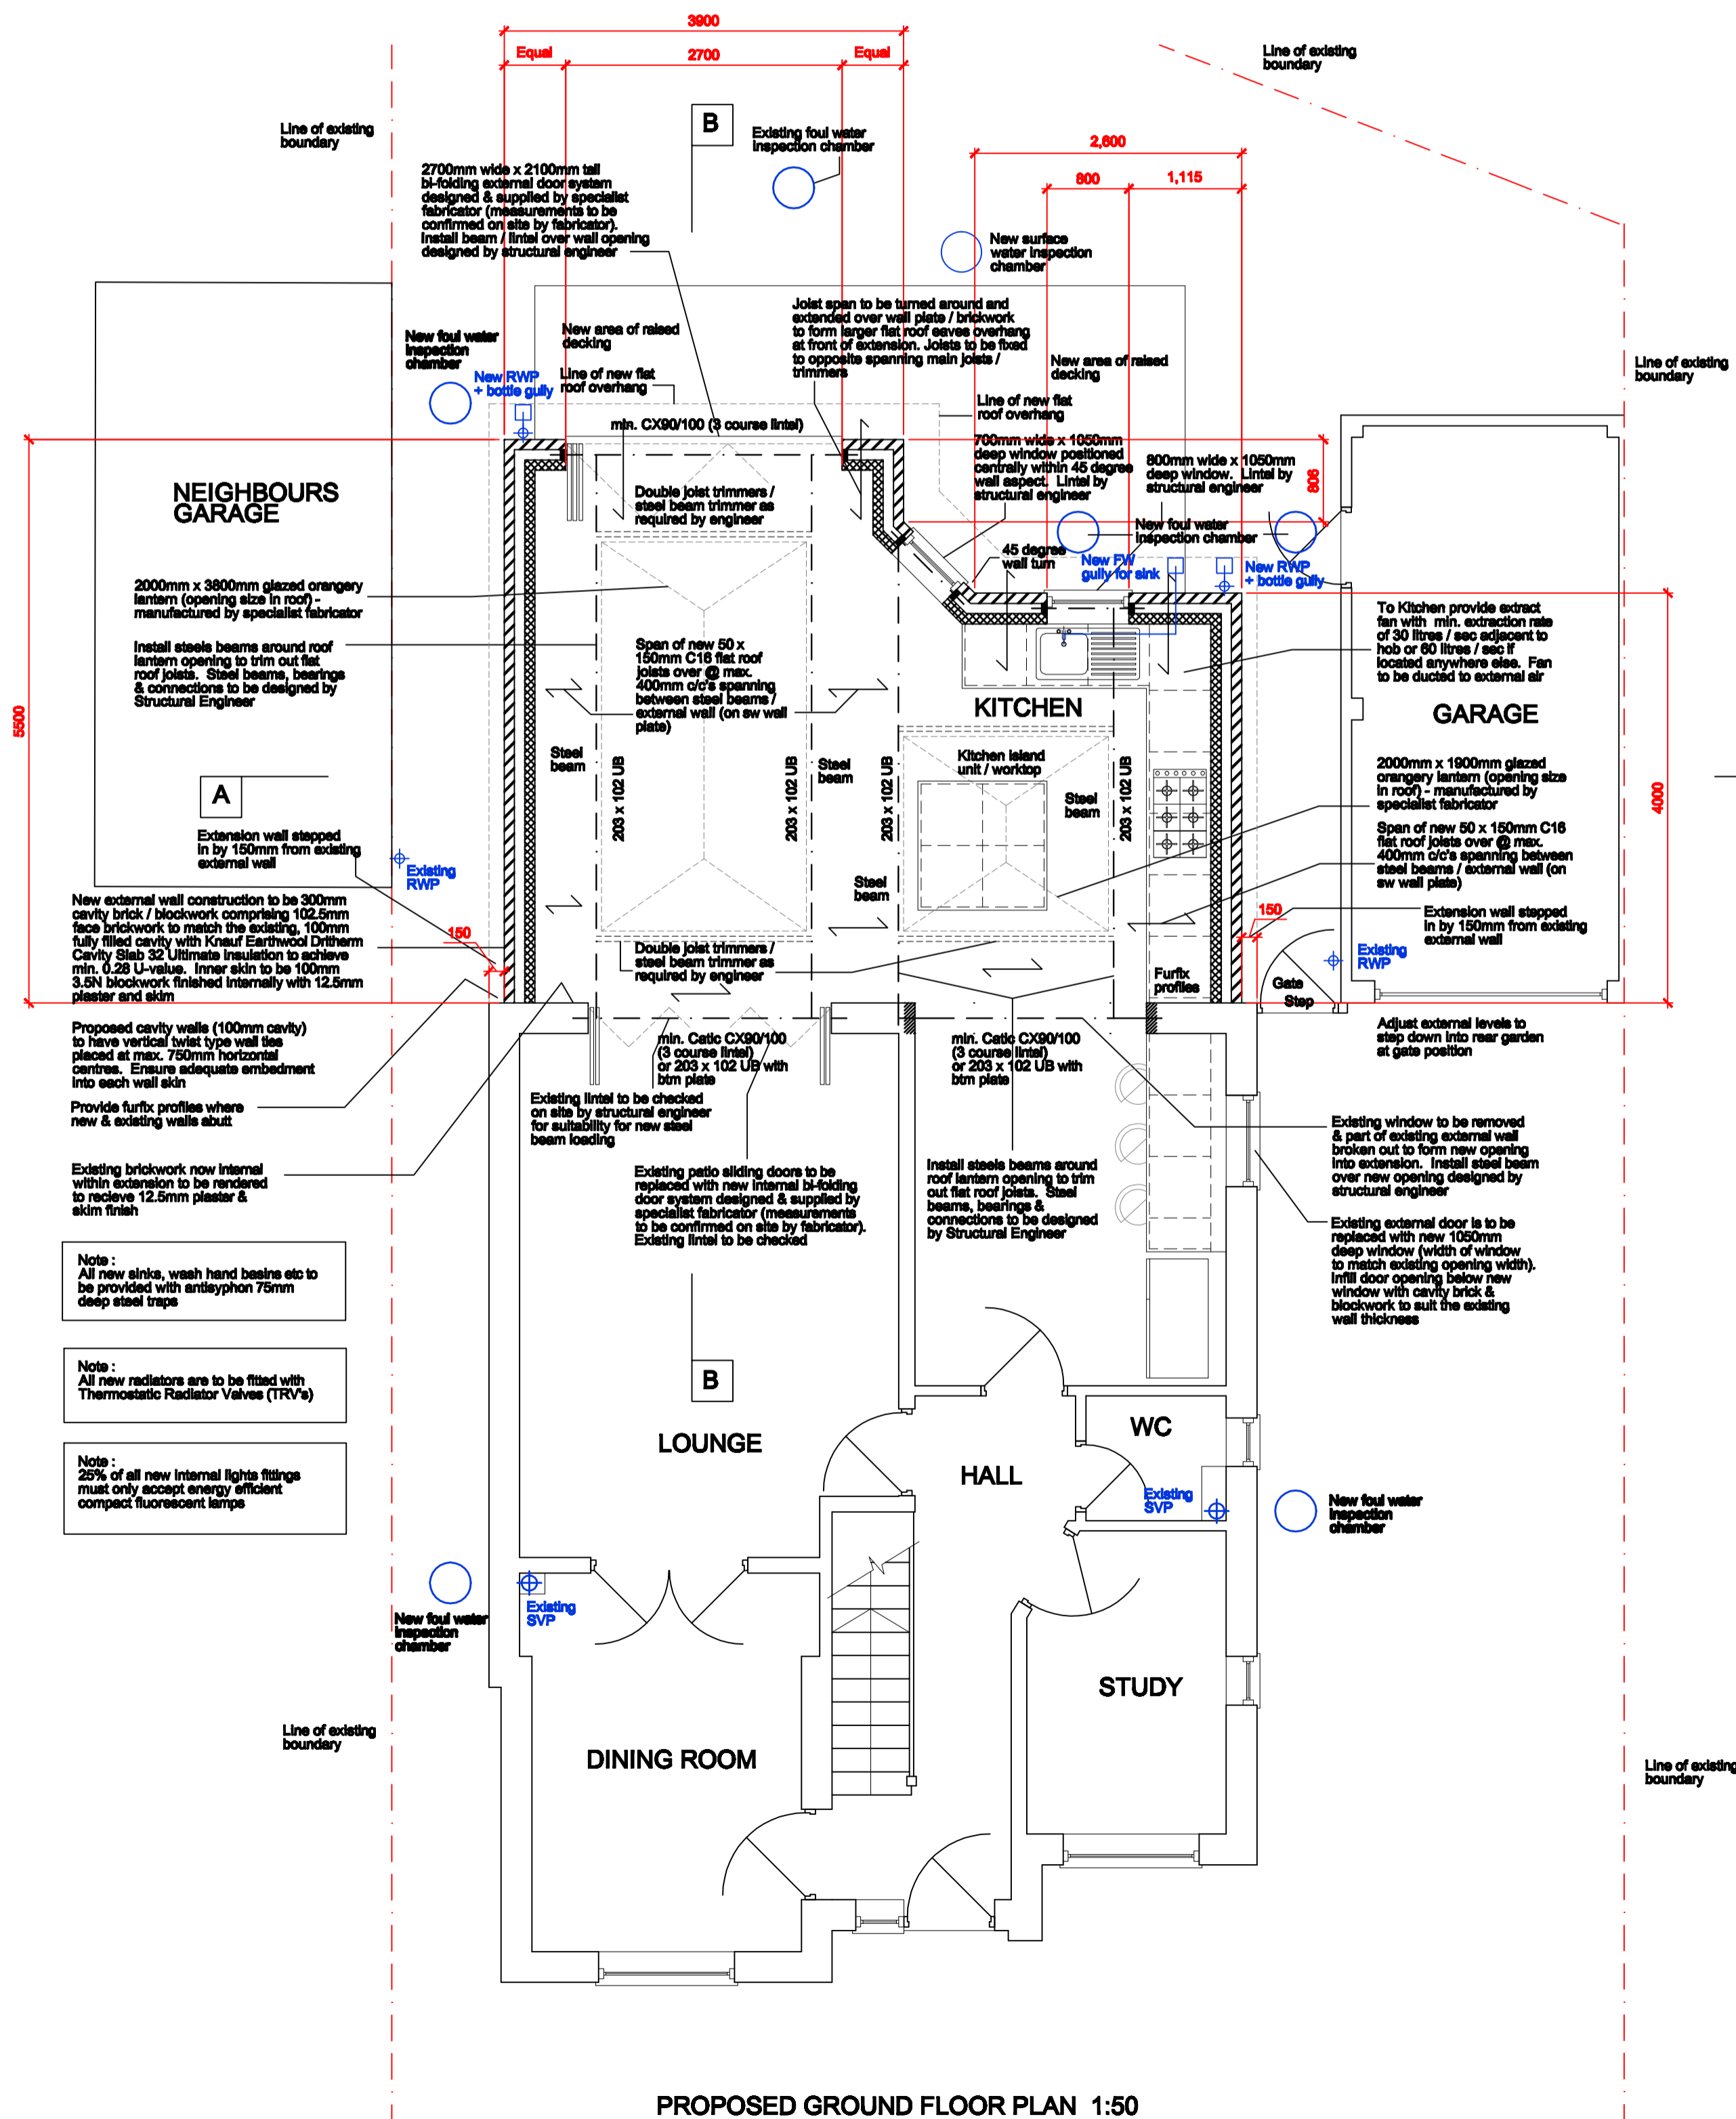 3900
Equal
2700
Equal
Line of existing
boundary
B
Line of existing
boundary
Existing foul water
inspection chamber
2,600
800
1,115
2700mm wide x 2100mm tall
bi-folding external door system
designed & supplied by specialist
fabricator (measurements to be
confirmed on site by fabricator).
Install beam / lintel over wall opening
designed by structural engineer
New surface
water inspection
chamber
Joist span to be turned around and
extended over wall plate / brickwork
to form larger flat roof eaves overhang
at front of extension. Joists to be fixed
to opposite spanning main joists /
trimmers
New foul water
inspection
chamber
New area of raised
decking
New area of raised
decking
Line of existing
boundary
New RWP
+ bottle gully
Line of new flat
roof overhang
Line of new flat
roof overhang
min. CX90/100 (3 course lintel)
700mm wide x 1050mm
deep window positioned
centrally within 45 degree
wall aspect. Lintel by
structural engineer
800mm wide x 1050mm
deep window. Lintel by
structural engineer
806
NEIGHBOURS
GARAGE
Double joist trimmers /
steel beam trimmer as
required by engineer
New foul water
inspection chamber
45 degree
wall turn
New FW
gully for sink
New RWP
+ bottle gully
2000mm x 3800mm glazed orangery
lantern (opening size in roof) -
manufactured by specialist fabricator
To Kitchen provide extract
fan with min. extraction rate
of 30 litres / sec adjacent to
hob or 60 litres / sec if
located anywhere else. Fan
to be ducted to external air
Install steels beams around roof
lantern opening to trim out flat
roof joists. Steel beams, bearings
& connections to be designed by
Structural Engineer
Span of new 50 x
150mm C16 flat roof
joists over @ max.
400mm c/c's spanning
between steel beams /
external wall (on sw wall
plate)
KITCHEN
GARAGE
5500
Steel
beam
203 x 102 UB
203 x 102 UB
Steel
beam
203 x 102 UB
Kitchen island
unit / worktop
Steel
beam
203 x 102 UB
2000mm x 1900mm glazed
orangery lantern (opening size
in roof) - manufactured by
specialist fabricator
4000
A
Span of new 50 x 150mm C16
flat roof joists over @ max.
400mm c/c's spanning between
steel beams / external wall (on
sw wall plate)
Extension wall stepped
in by 150mm from existing
external wall
Existing
RWP
Steel
beam
New external wall construction to be 300mm
cavity brick / blockwork comprising 102.5mm
face brickwork to match the existing, 100mm
fully filled cavity with Knauf Earthwool Dritherm
Cavity Slab 32 Ultimate insulation to achieve
min. 0.28 U-value. Inner skin to be 100mm
3.5N blockwork finished internally with 12.5mm
plaster and skim
150
150
Extension wall stepped
in by 150mm from existing
external wall
Double joist trimmers /
steel beam trimmer as
required by engineer
Existing
RWP
Furfix
profiles
Gate
Step
Proposed cavity walls (100mm cavity)
to have vertical twist type wall ties
placed at max. 750mm horizontal
centres. Ensure adequate embedment
into each wall skin
min. Catic CX90/100
(3 course lintel)
or 203 x 102 UB with
btm plate
min. Catic CX90/100
(3 course lintel)
or 203 x 102 UB with
btm plate
Adjust external levels to
step down into rear garden
at gate position
Provide furfix profiles where
new & existing walls abutt
Existing lintel to be checked
on site by structural engineer
for suitability for new steel
beam loading
Existing window to be removed
& part of existing external wall
broken out to form new opening
into extension. Install steel beam
over new opening designed by
structural engineer
Existing brickwork now internal
within extension to be rendered
to recieve 12.5mm plaster &
skim finish
Existing patio sliding doors to be
replaced with new internal bi-folding
door system designed & supplied by
specialist fabricator (measurements
to be confirmed on site by fabricator).
Existing lintel to be checked
Install steels beams around
roof lantern opening to trim
out flat roof joists. Steel
beams, bearings &
connections to be designed
by Structural Engineer
Existing external door is to be
replaced with new 1050mm
deep window (width of window
to match existing opening width).
Infill door opening below new
window with cavity brick &
blockwork to suit the existing
wall thickness
Note :
All new sinks, wash hand basins etc to
be provided with antisyphon 75mm
deep steel traps
Note :
All new radiators are to be fitted with
Thermostatic Radiator Valves (TRV's)
B
Note :
25% of all new internal lights fittings
must only accept energy efficient
compact fluorescent lamps
LOUNGE
WC
HALL
Existing
SVP
New foul water
inspection
chamber
New foul water
inspection
chamber
Existing
SVP
STUDY
Line of existing
boundary
DINING ROOM
Line of existing
boundary
PROPOSED GROUND FLOOR PLAN 1:50